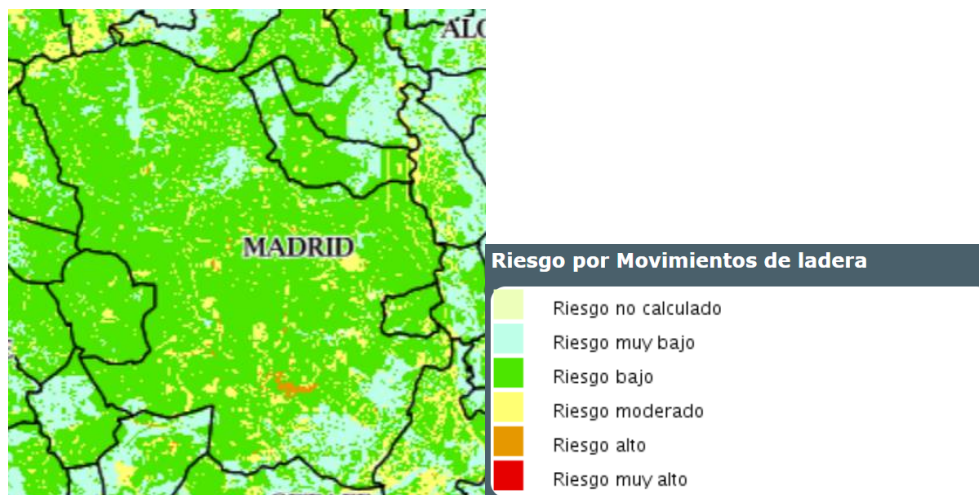 ALC
MADRID
Riesgo por Movimientos de ladera
Riesgo no calculado
Riesgo muy bajo
Riesgo bajo
Riesgo moderado
Riesgo alto
Riesgo muy alto